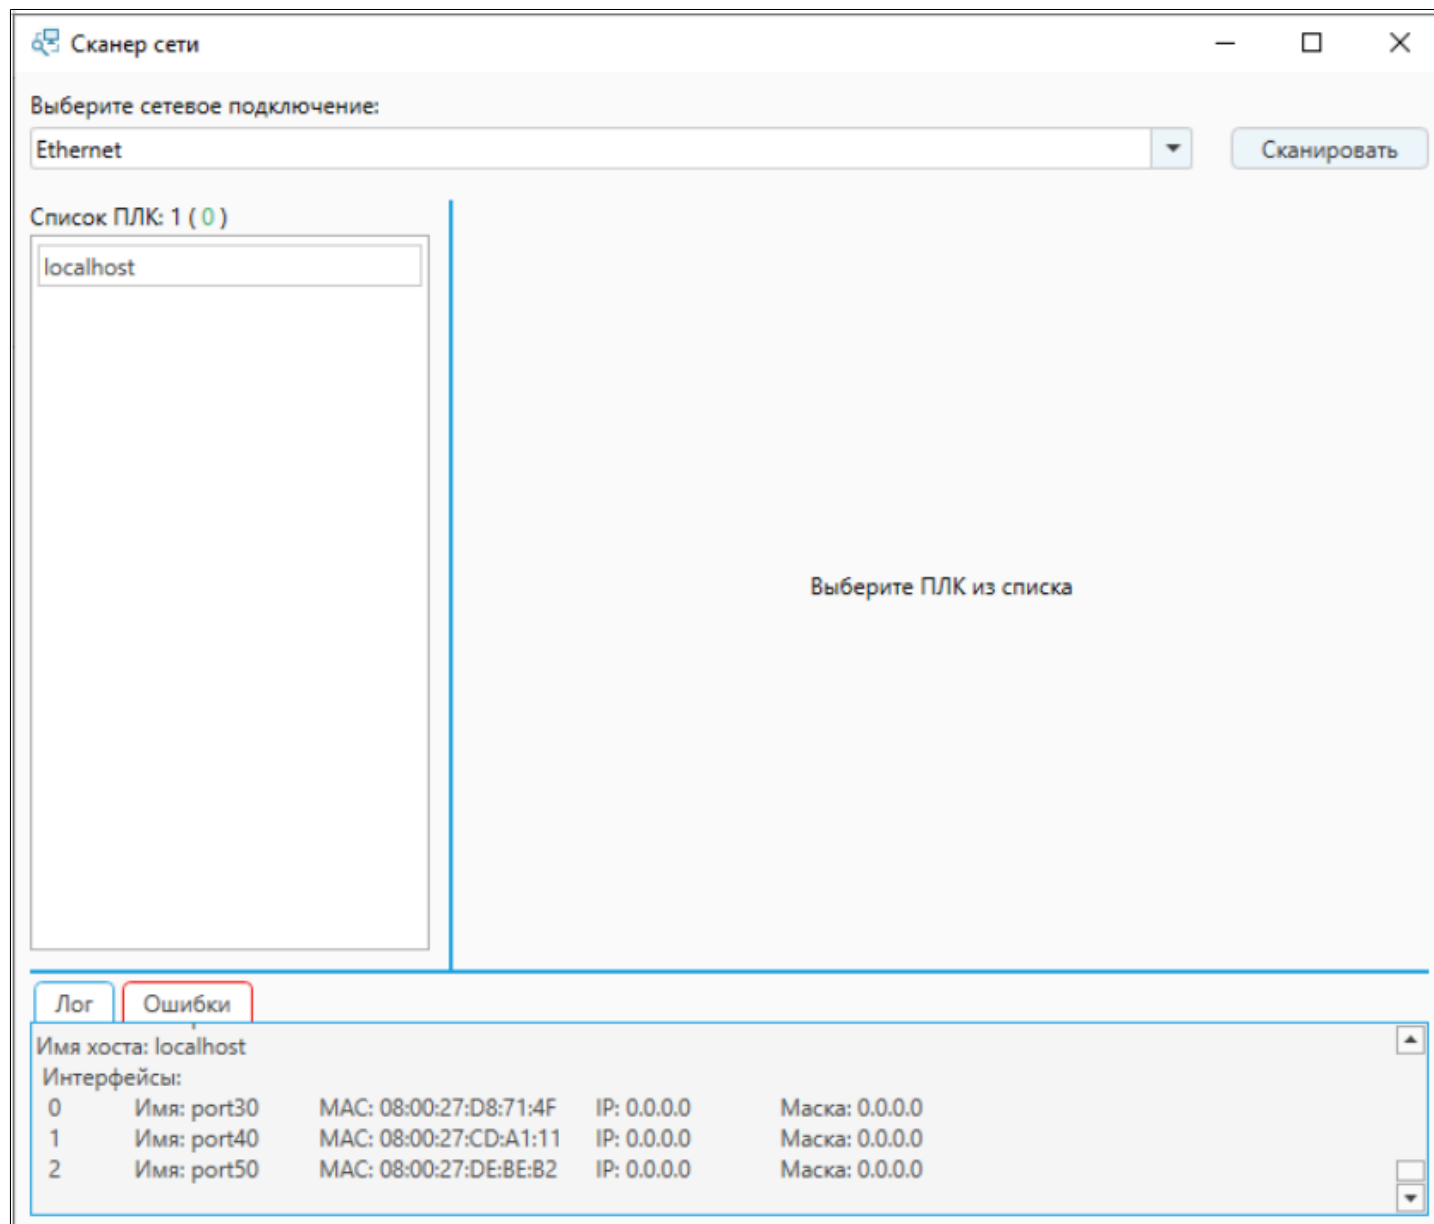 Сканер сети
Выберите сетевое подключение:
Ethernet
Сканировать
Список ПЛК: 1 ( 0 )
localhost
Выберите ПЛК из списка
Лог
Ошибки
Имя хоста: localhost
Интерфейсы:
0 Имя: port30 MAC: 08:00:27:D8:71:4F IP: 0.0.0.0 Маска: 0.0.0.0
1 Имя: port40 MAC: 08:00:27:CD:A1:11 IP: 0.0.0.0 Маска: 0.0.0.0
2 Имя: port50 MAC: 08:00:27:DE:BE:B2 IP: 0.0.0.0 Маска: 0.0.0.0